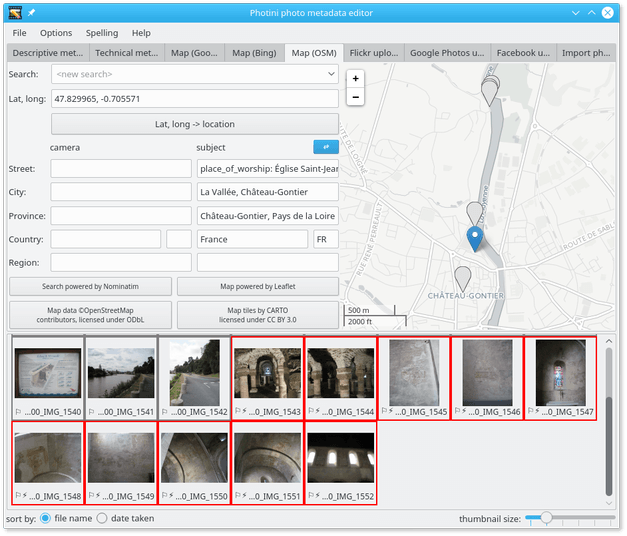 Photini photo metadata editor
File Options Spelling Help
Descriptive met... Technical met... Map (Goo... Map (Bing) Map (OSM) Flickr uplo... Google Photos u... Facebook u... Import ph...
Search: <new search>
Lat, long: 47.829965, -0.705571
Lat, long -> location
camera subject
Street: place_of_worship: Église Saint-Jean
City: La Vallée, Château-Gontier
Province: Château-Gontier, Pays de la Loire
Country: France FR
Region:
Search powered by Nominatim Map powered by Leaflet
Map data ©OpenStreetMap
contributors, licensed under ODbL
Map tiles by CARTO
licensed under CC BY 3.0
+
−
RUE RENÉ PERREAULT
ROUTE DE SABL
CHÂTEAU-GONTIER
500 m
2000 ft
...00_IMG_1540 ...00_IMG_1541 ...00_IMG_1542 ...0_IMG_1543 ...0_IMG_1544 ...0_IMG_1545 ...0_IMG_1546 ...0_IMG_1547
...0_IMG_1548 ...0_IMG_1549 ...0_IMG_1550 ...0_IMG_1551 ...0_IMG_1552
sort by: file name date taken thumbnail size: